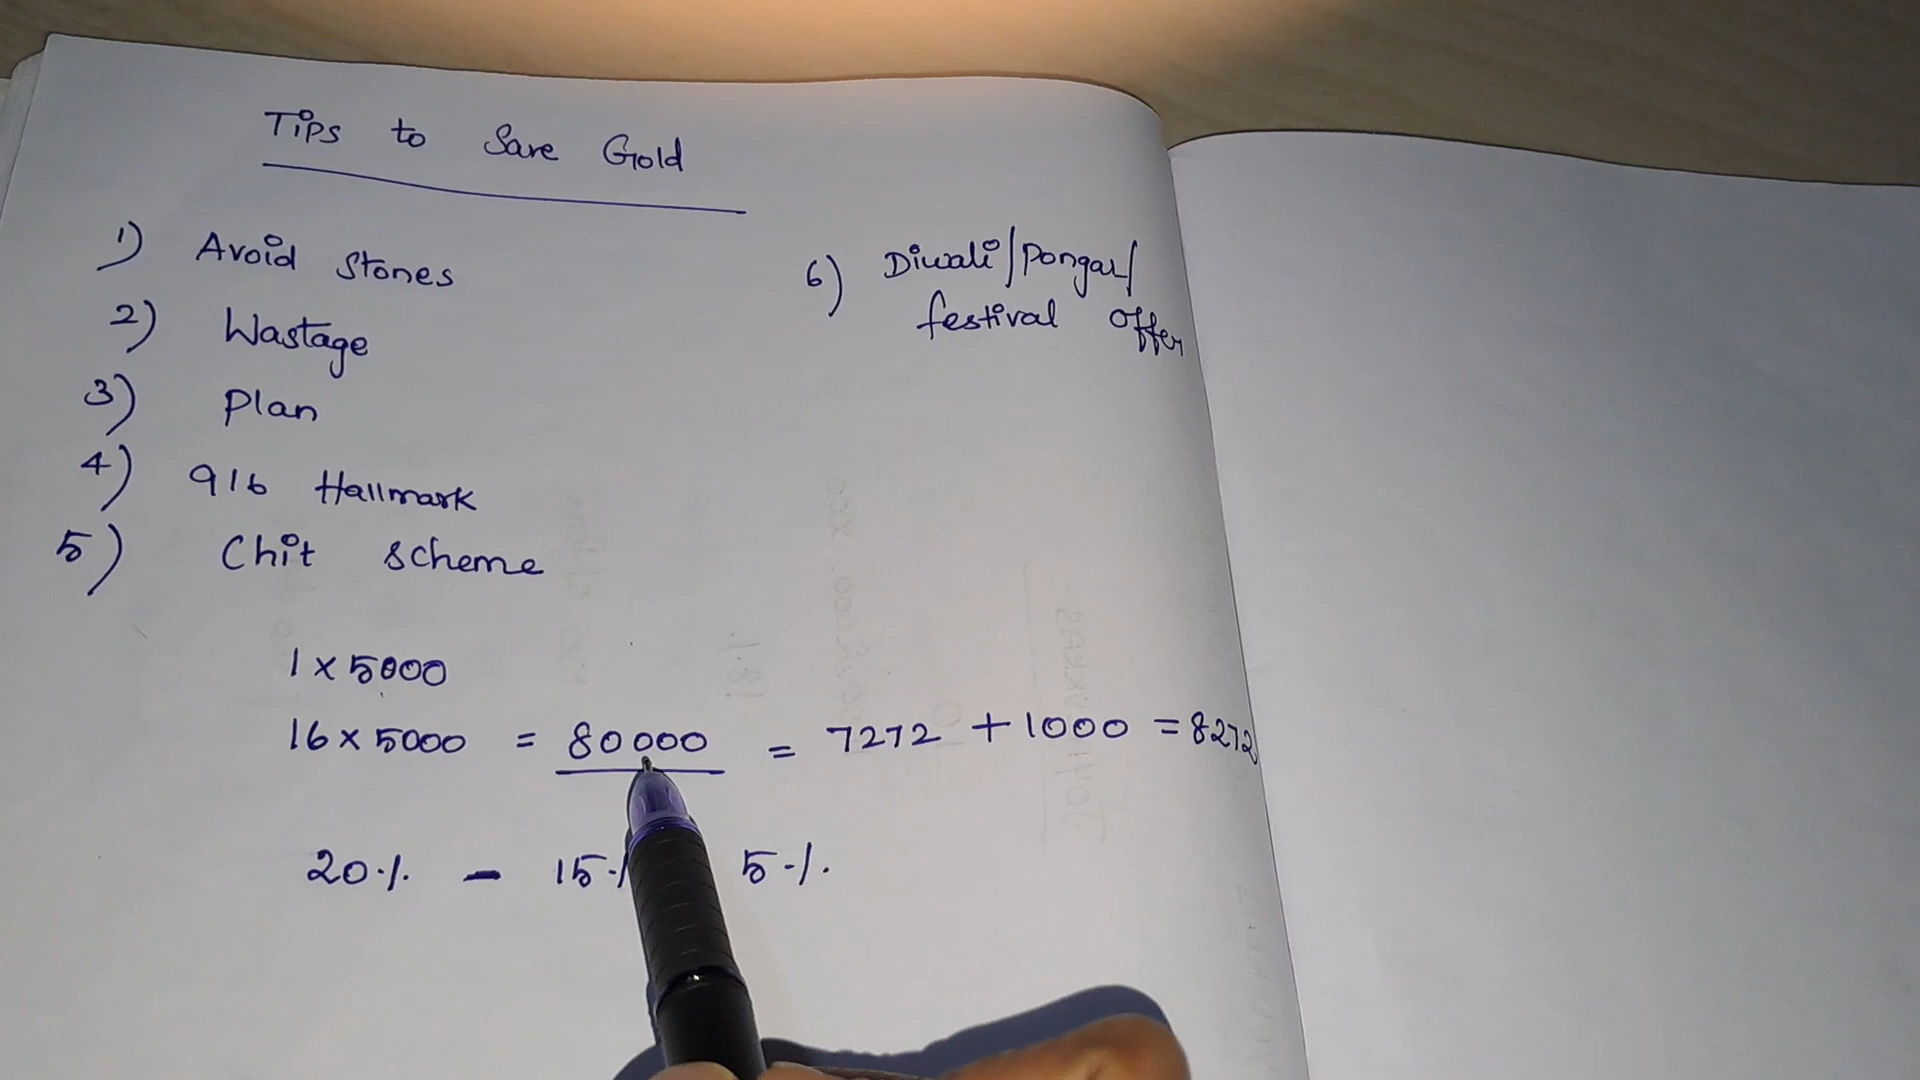 Tips to Save Gold
1) Avoid Stones
2) Wastage
3) Plan
4) 916 Hallmark
5) Chit scheme
6) Diwali/Pongal/
festival offer
1 x 5000
16 x 5000 = 80000 = 7272 + 1000 = 8272
20% - 15% 5%